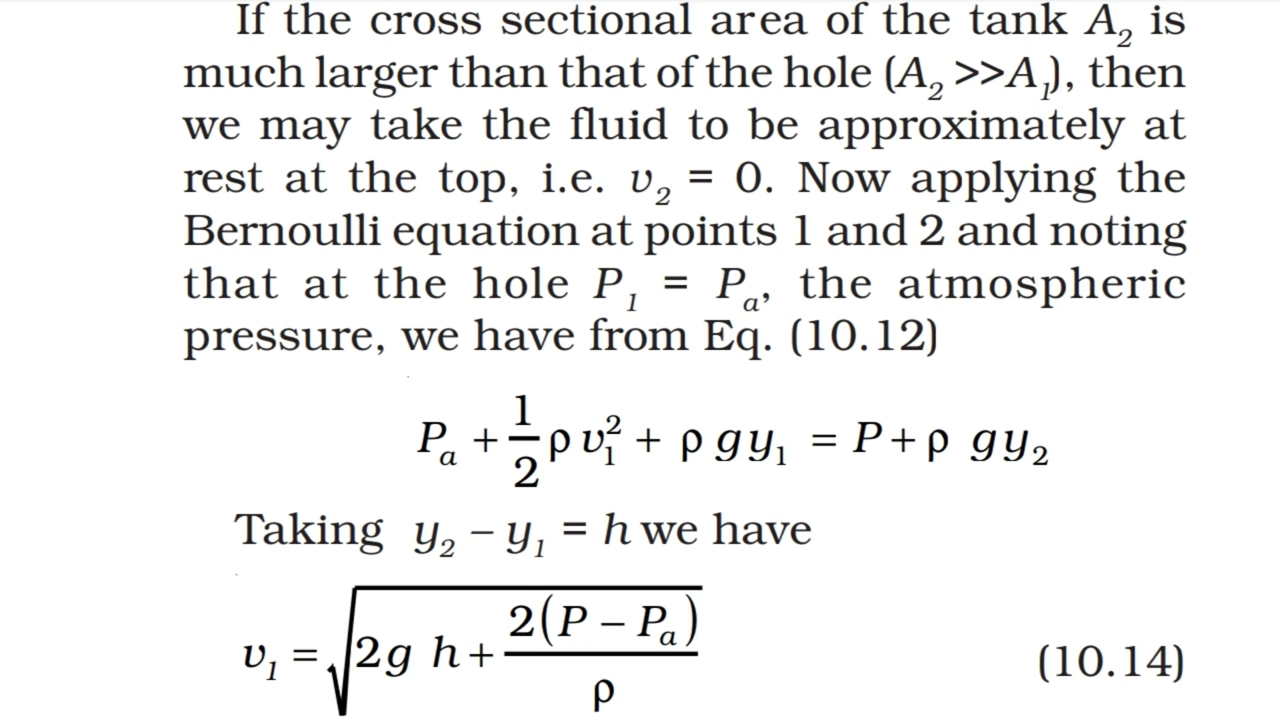 If the cross sectional area of the tank A₂ is
much larger than that of the hole (A₂ >>A₁), then
we may take the fluid to be approximately at
rest at the top, i.e. v₂ = 0. Now applying the
Bernoulli equation at points 1 and 2 and noting
that at the hole P₁ = Pₐ, the atmospheric
pressure, we have from Eq. (10.12)
Pₐ + 1/2 ρ v₁² + ρ g y₁ = P + ρ g y₂
Taking y₂ – y₁ = h we have
v₁ = √(2g h + 2(P – Pₐ)/ρ) (10.14)